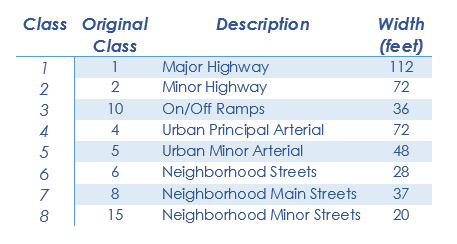 Class Original Class Description Width (feet)
1 1 Major Highway 112
2 2 Minor Highway 72
3 10 On/Off Ramps 36
4 4 Urban Principal Arterial 72
5 5 Urban Minor Arterial 48
6 6 Neighborhood Streets 28
7 8 Neighborhood Main Streets 37
8 15 Neighborhood Minor Streets 20